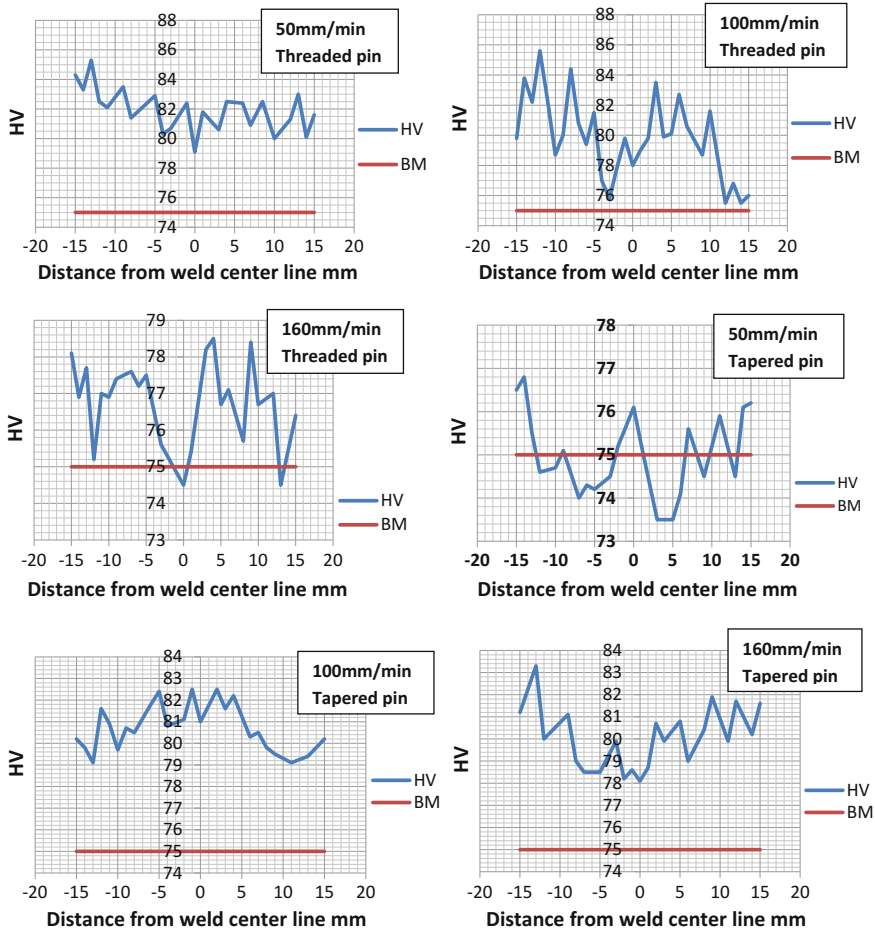 50mm/min
Threaded pin
88
86
84
82
80
78
76
74
HV
HV
BM
-20 -15 -10 -5 0 5 10 15 20
Distance from weld center line mm
100mm/min
Threaded pin
88
86
84
82
80
78
76
74
HV
HV
BM
-20 -15 -10 -5 0 5 10 15 20
Distance from weld center line mm
160mm/min
Threaded pin
79
78
77
76
75
74
73
HV
HV
BM
-20 -15 -10 -5 0 5 10 15 20
Distance from weld center line mm
50mm/min
Tapered pin
78
77
76
75
74
73
HV
HV
BM
-20 -15 -10 -5 0 5 10 15 20
Distance from weld center line mm
100mm/min
Tapered pin
84
83
82
81
80
79
78
77
76
75
74
HV
HV
BM
-20 -15 -10 -5 0 5 10 15 20
Distance from weld center line mm
160mm/min
Tapered pin
84
83
82
81
80
79
78
77
76
75
74
HV
HV
BM
-20 -15 -10 -5 0 5 10 15 20
Distance from weld center line mm